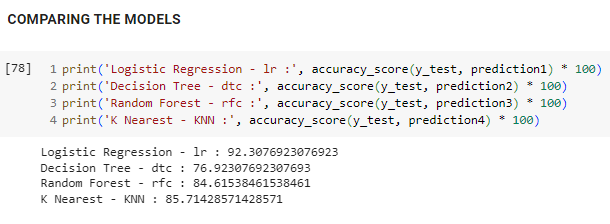 COMPARING THE MODELS
[78]
1 print('Logistic Regression - lr :', accuracy_score(y_test, prediction1) * 100)
2 print('Decision Tree - dtc :', accuracy_score(y_test, prediction2) * 100)
3 print('Random Forest - rfc :', accuracy_score(y_test, prediction3) * 100)
4 print('K Nearest - KNN :', accuracy_score(y_test, prediction4) * 100)
Logistic Regression - lr : 92.3076923076923
Decision Tree - dtc : 76.92307692307693
Random Forest - rfc : 84.61538461538461
K Nearest - KNN : 85.71428571428571